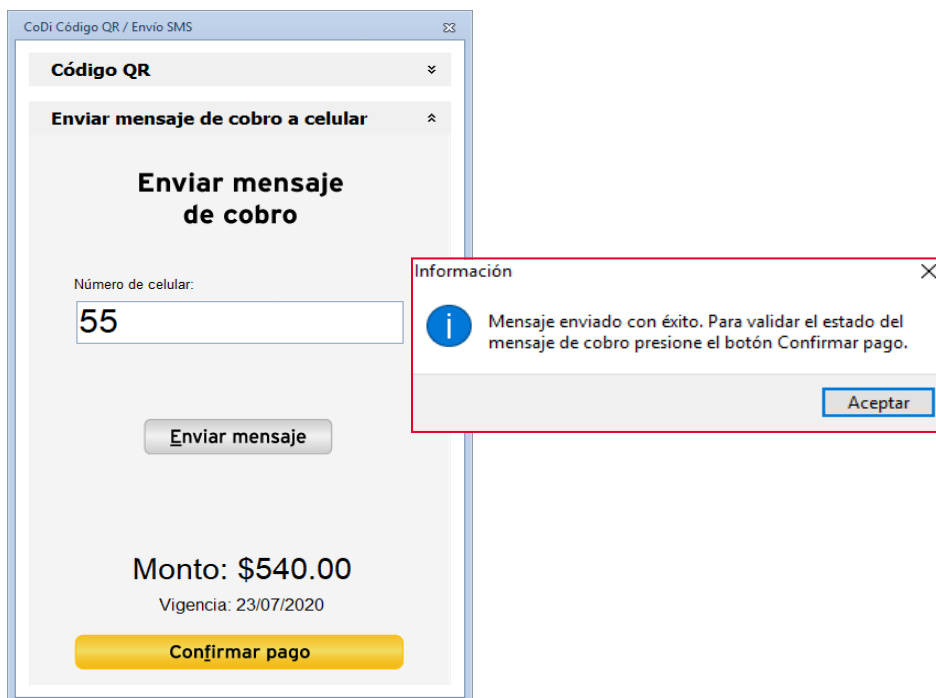 CoDi Código QR / Envío SMS
Código QR
Enviar mensaje de cobro a celular
Enviar mensaje
de cobro
Número de celular:
55
Enviar mensaje
Monto: $540.00
Vigencia: 23/07/2020
Confirmar pago
Información
Mensaje enviado con éxito. Para validar el estado del
mensaje de cobro presione el botón Confirmar pago.
Aceptar